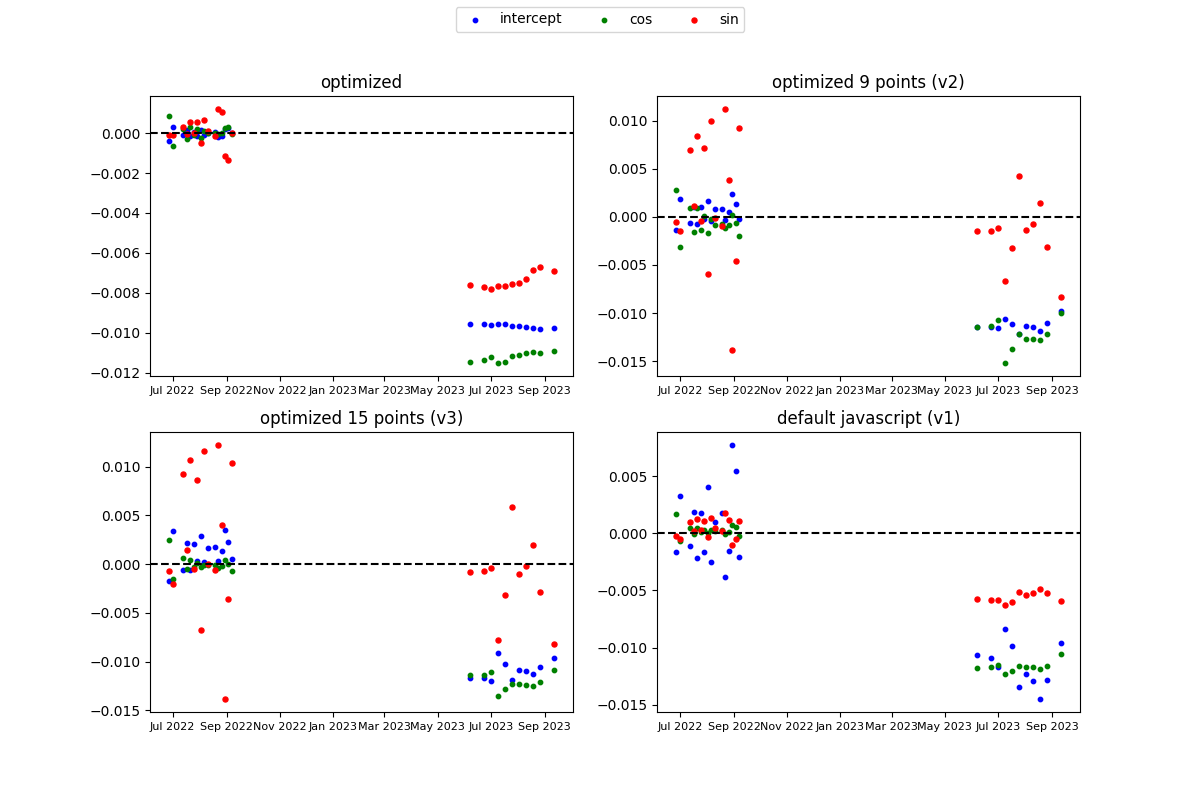 intercept cos sin
optimized
0.000
−0.002
−0.004
−0.006
−0.008
−0.010
−0.012
Jul 2022 Sep 2022 Nov 2022 Jan 2023 Mar 2023 May 2023 Jul 2023 Sep 2023
optimized 9 points (v2)
0.010
0.005
0.000
−0.005
−0.010
−0.015
Jul 2022 Sep 2022 Nov 2022 Jan 2023 Mar 2023 May 2023 Jul 2023 Sep 2023
optimized 15 points (v3)
0.010
0.005
0.000
−0.005
−0.010
−0.015
Jul 2022 Sep 2022 Nov 2022 Jan 2023 Mar 2023 May 2023 Jul 2023 Sep 2023
default javascript (v1)
0.005
0.000
−0.005
−0.010
−0.015
Jul 2022 Sep 2022 Nov 2022 Jan 2023 Mar 2023 May 2023 Jul 2023 Sep 2023